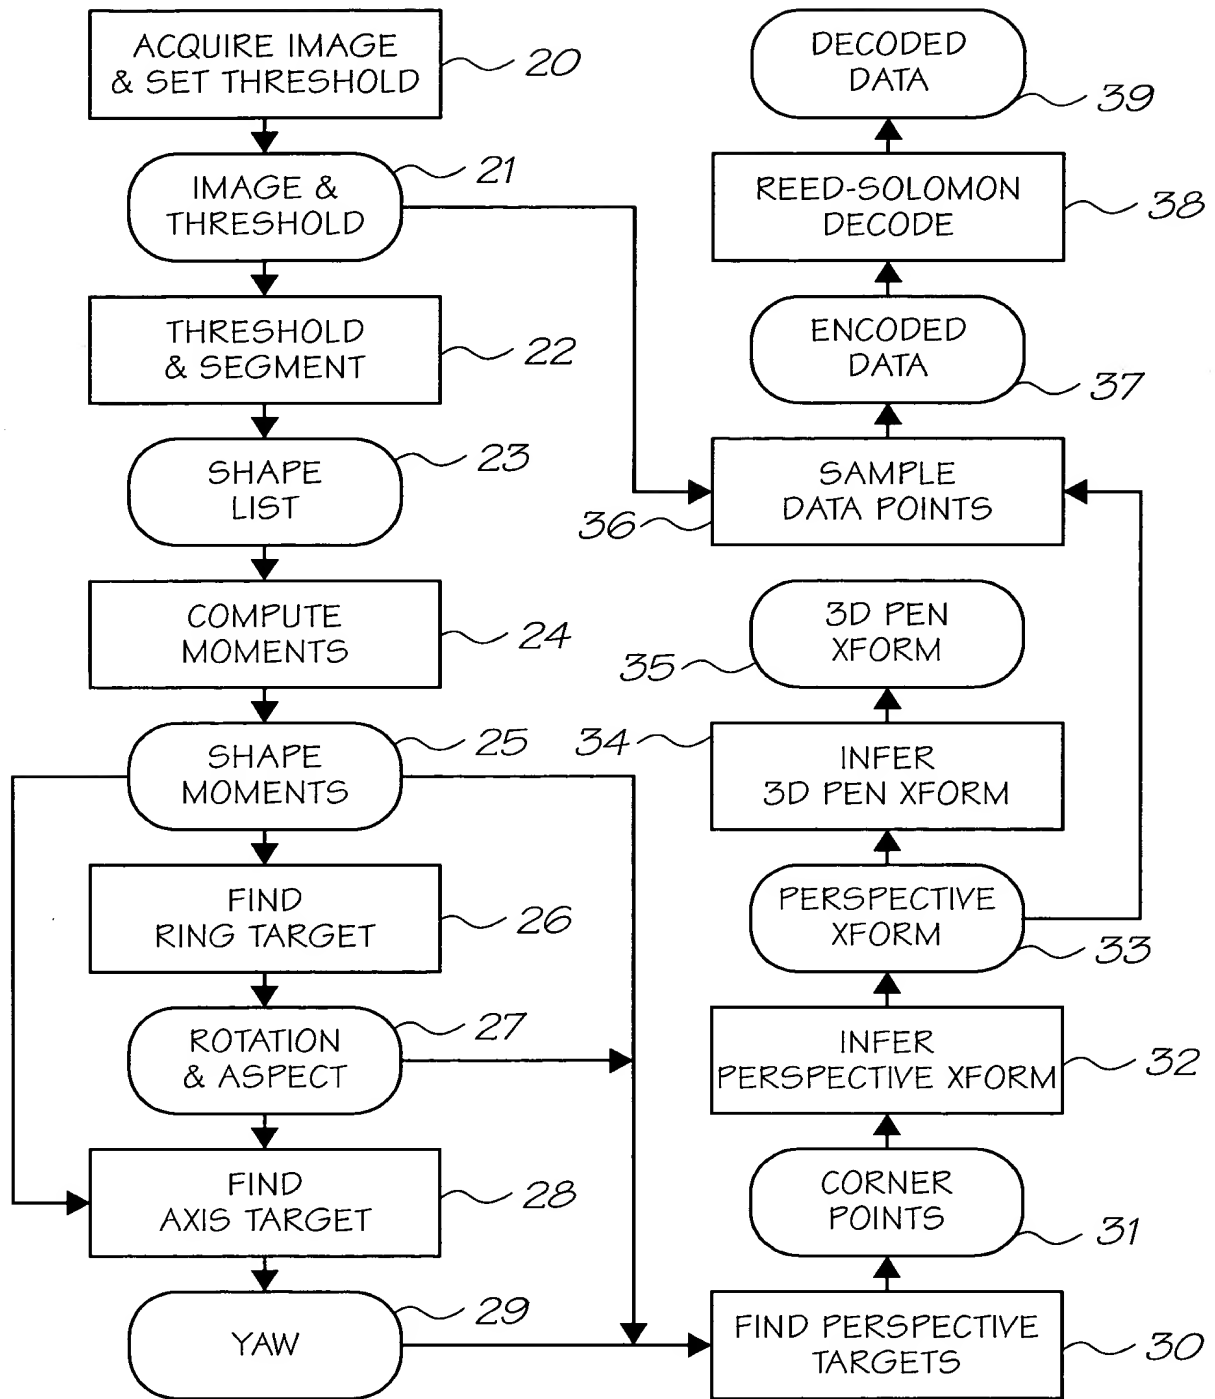 ACQUIRE IMAGE
& SET THRESHOLD
20
IMAGE &
THRESHOLD
21
THRESHOLD
& SEGMENT
22
SHAPE
LIST
23
COMPUTE
MOMENTS
24
SHAPE
MOMENTS
25
FIND
RING TARGET
26
ROTATION
& ASPECT
27
FIND
AXIS TARGET
28
YAW
29
DECODED
DATA
39
REED-SOLOMON
DECODE
38
ENCODED
DATA
37
SAMPLE
DATA POINTS
36
3D PEN
XFORM
35
34
INFER
3D PEN XFORM
PERSPECTIVE
XFORM
33
INFER
PERSPECTIVE XFORM
32
CORNER
POINTS
31
FIND PERSPECTIVE
TARGETS
30